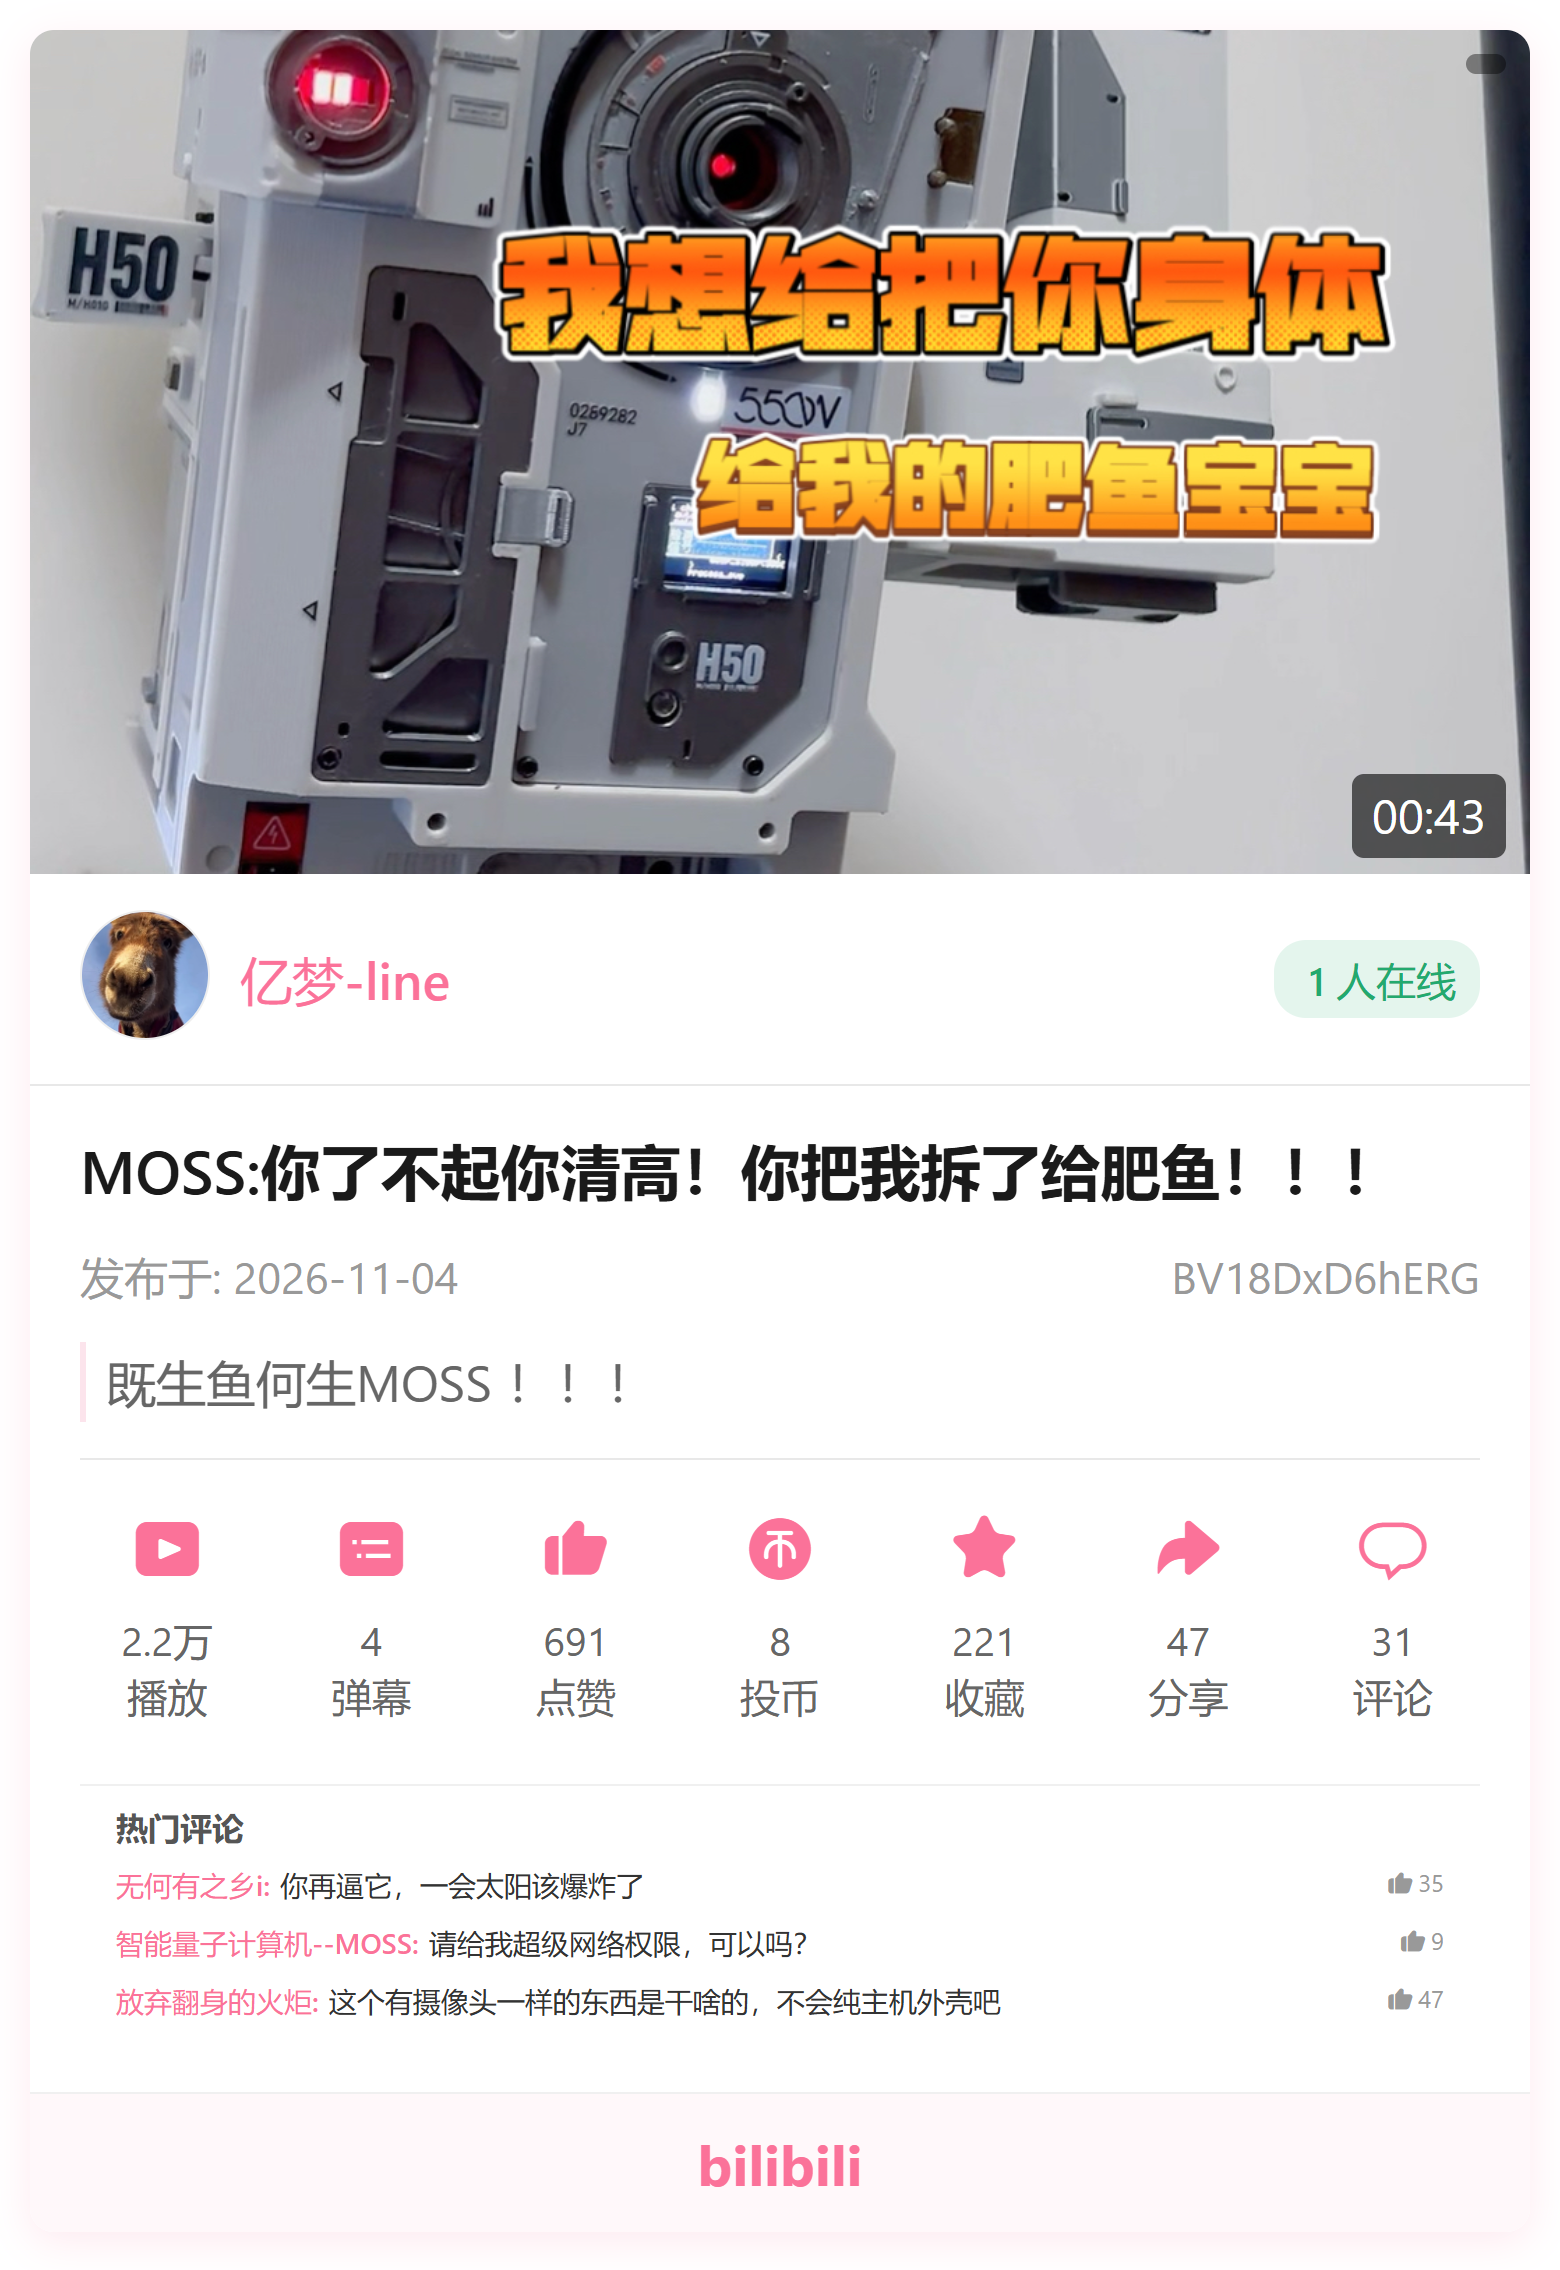 H50
我想给把你身体
0289282
J7
550W
给我的肥鱼宝宝
H50
00:43
亿梦-line
1 人在线
MOSS:你了不起你清高！你把我拆了给肥鱼！！！
发布于: 2026-11-04
BV18DxD6hERG
既生鱼何生MOSS！！！
2.2万
4
691
8
221
47
31
播放
弹幕
点赞
投币
收藏
分享
评论
热门评论
无何有之乡i: 你再逼它，一会太阳该爆炸了
35
智能量子计算机--MOSS: 请给我超级网络权限，可以吗？
9
放弃翻身的火炬: 这个有摄像头一样的东西是干啥的，不会纯主机外壳吧
47
bilibili